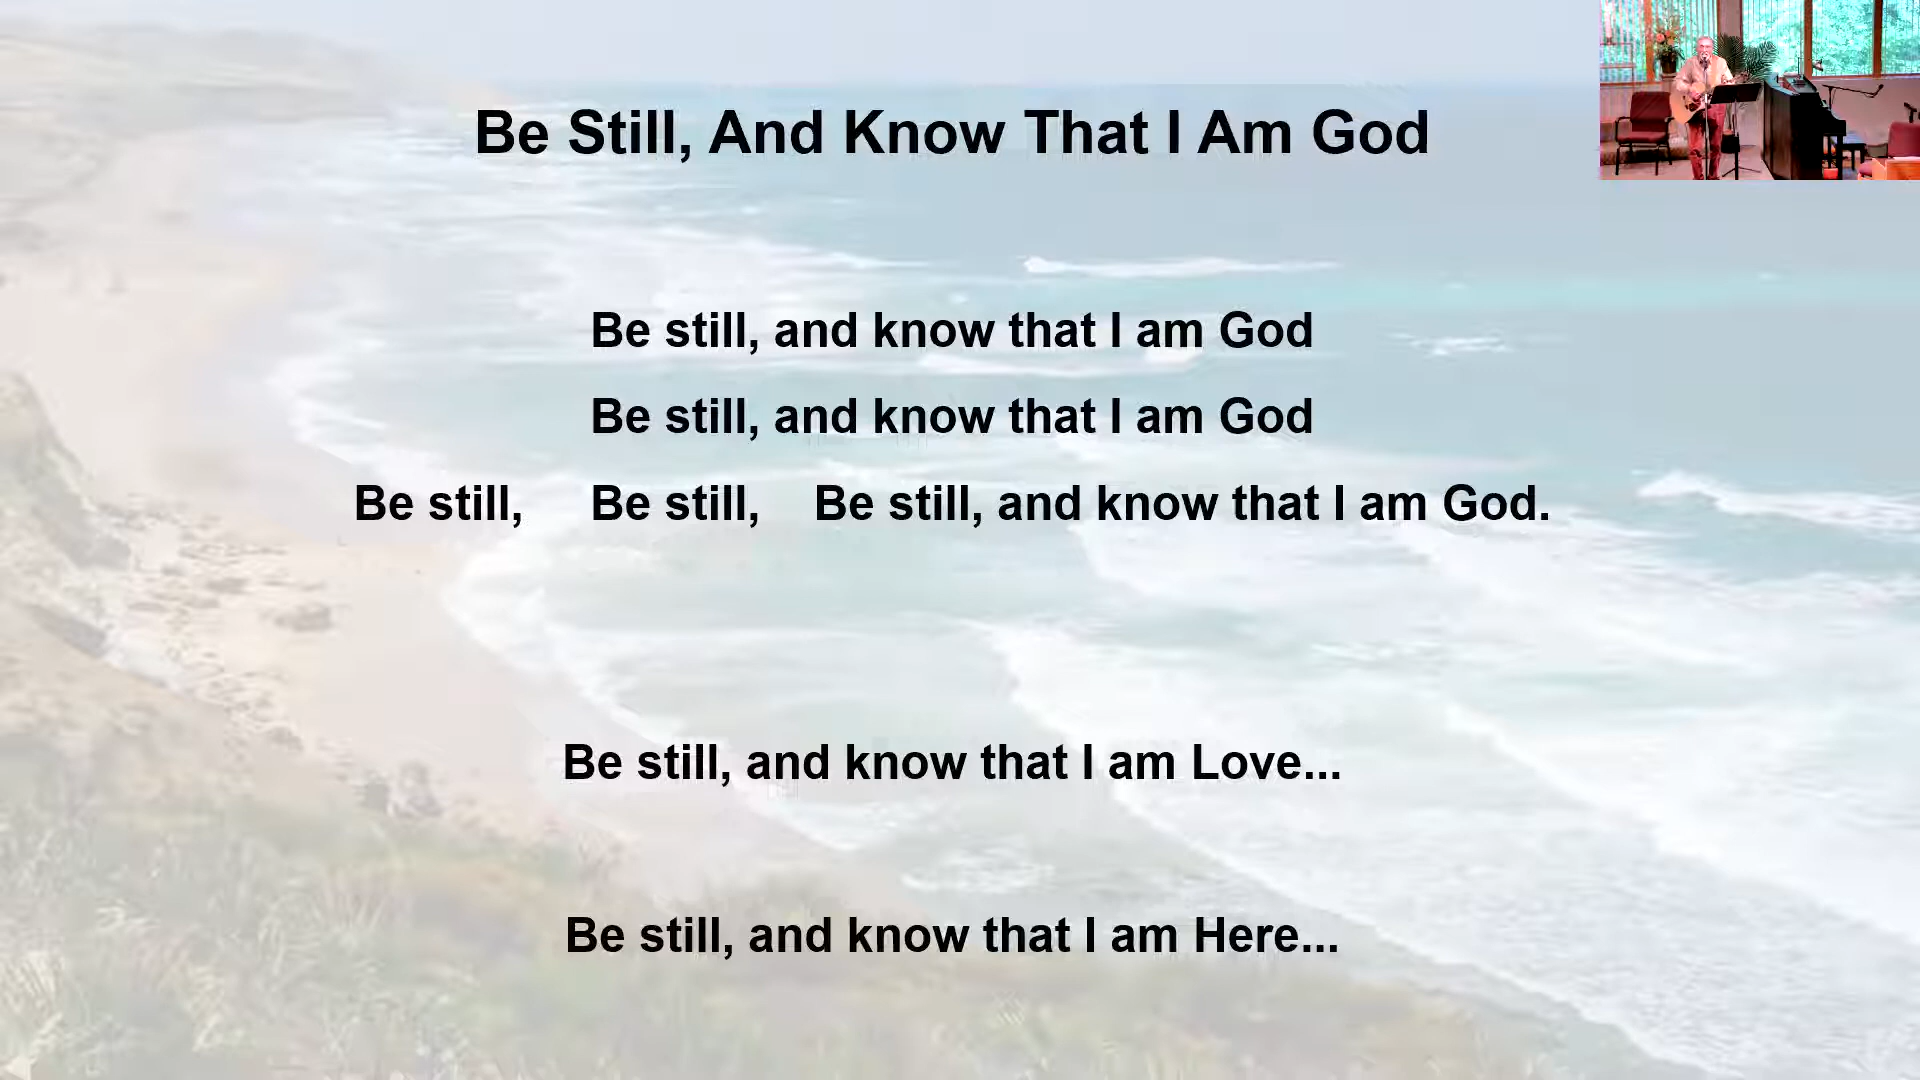 Be Still, And Know That I Am God
Be still, and know that I am God
Be still, and know that I am God
Be still, Be still, Be still, and know that I am God.
Be still, and know that I am Love...
Be still, and know that I am Here...